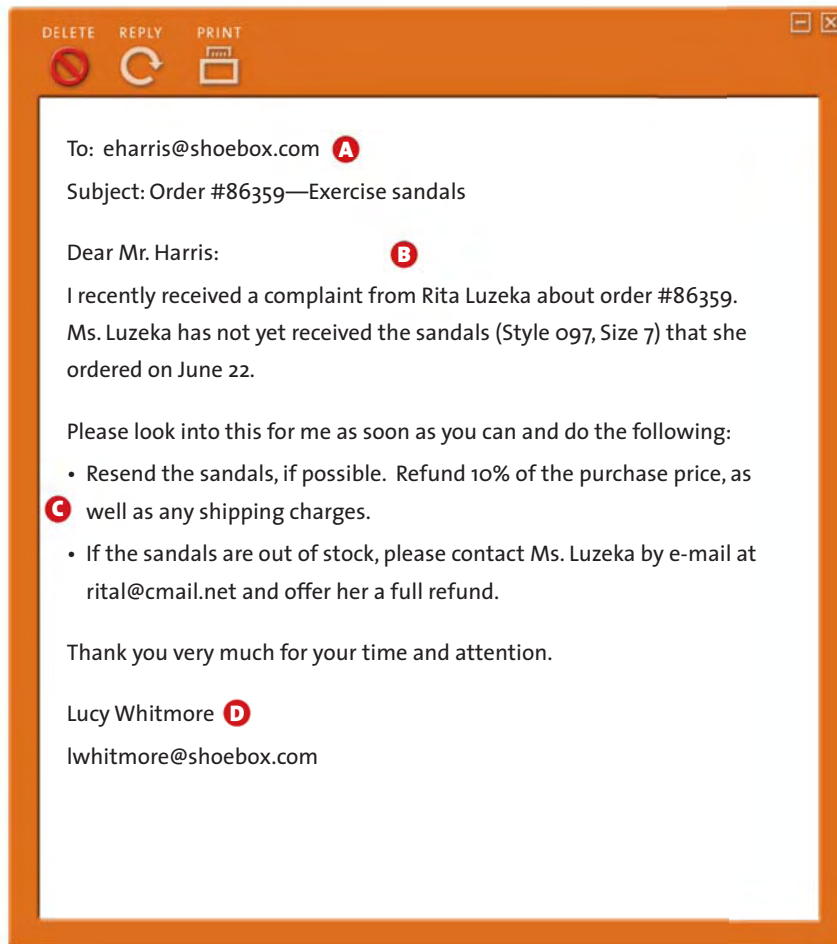 DELETE REPLY PRINT
To: eharris@shoebox.com A
Subject: Order #86359—Exercise sandals
Dear Mr. Harris: B
I recently received a complaint from Rita Luzeka about order #86359.
Ms. Luzeka has not yet received the sandals (Style 097, Size 7) that she
ordered on June 22.
Please look into this for me as soon as you can and do the following:
• Resend the sandals, if possible. Refund 10% of the purchase price, as
C well as any shipping charges.
• If the sandals are out of stock, please contact Ms. Luzeka by e-mail at
rital@cmail.net and offer her a full refund.
Thank you very much for your time and attention.
Lucy Whitmore D
lwhitmore@shoebox.com